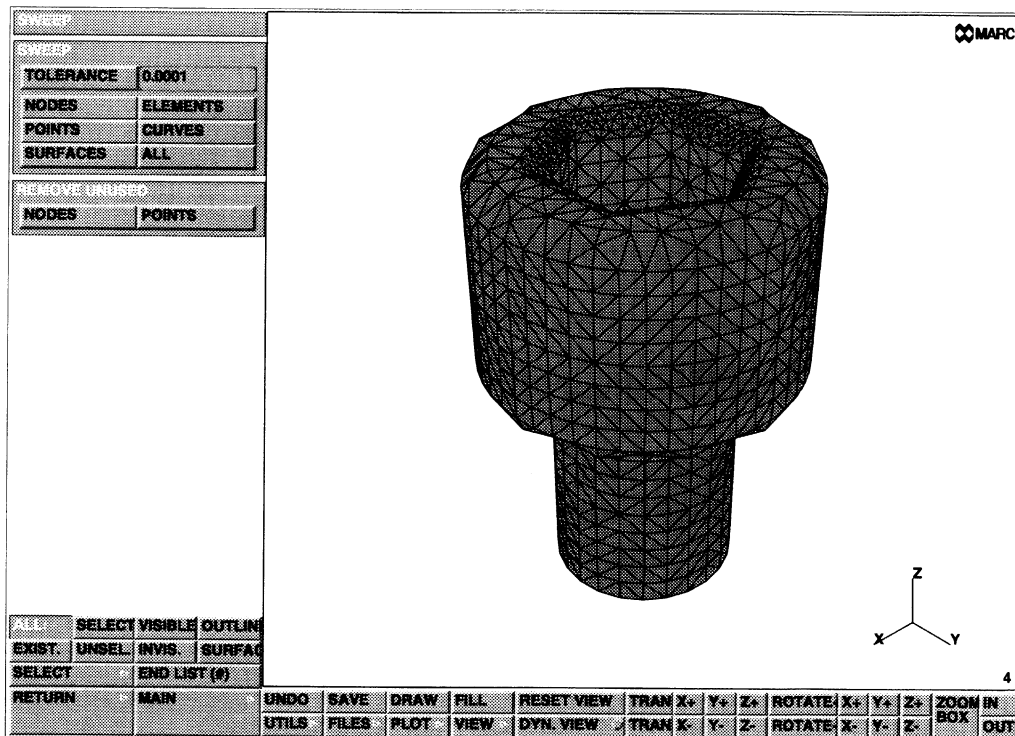 SWEEP
MARC
SWEEP
TOLERANCE 0.0001
NODES ELEMENTS
POINTS CURVES
SURFACES ALL
REMOVE UNUSED
NODES POINTS
Z
X Y
4
ALL SELECT VISIBLE OUTLIN
EXIST. UNSEL. INVIS. SURFAC
SELECT END LIST (#)
RETURN MAIN UNDO SAVE DRAW FILL RESET VIEW TRAN X+ Y+ Z+ ROTATE X+ Y+ Z+ ZOOM IN
UTILS FILES PLOT VIEW DYN. VIEW TRAN X- Y- Z- ROTATE X- Y- Z- BOX OUT